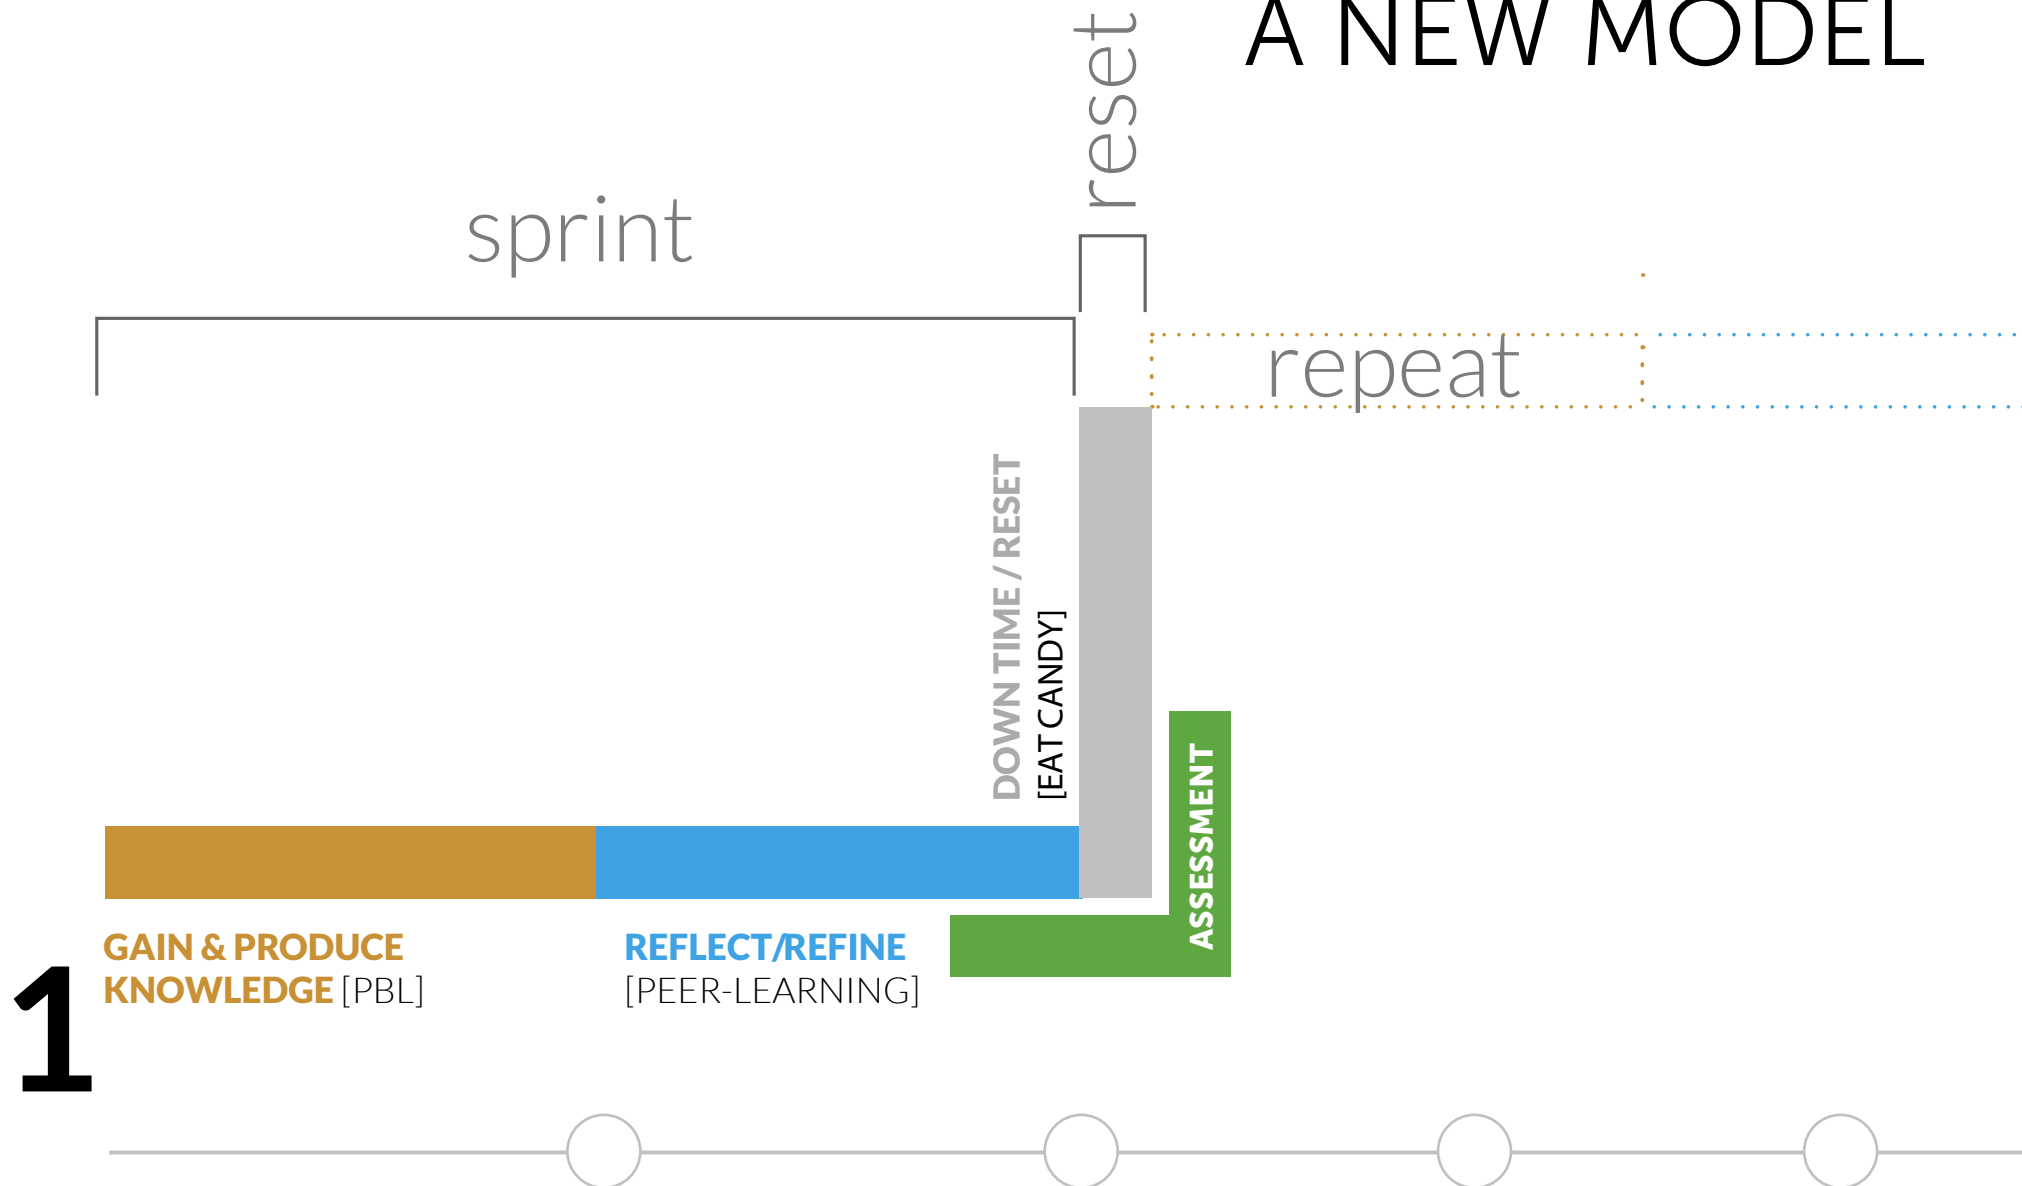 A NEW MODEL
reset
sprint
repeat
DOWN TIME / RESET
[EAT CANDY]
ASSESSMENT
GAIN & PRODUCE
KNOWLEDGE [PBL]
REFLECT/REFINE
[PEER-LEARNING]
1